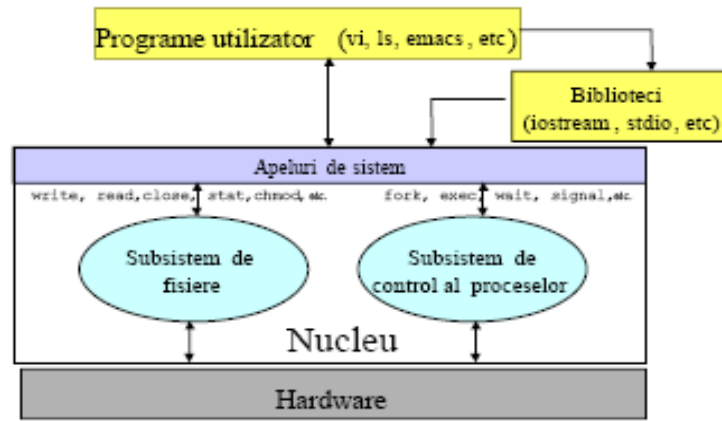 Programe utilizator (vi, ls, emacs, etc)
Biblioteci
(iostream, stdio, etc)
Apeluri de sistem
write, read,close, stat,chmod, etc.
fork, exec, wait, signal,etc.
Subsistem de
fisiere
Subsistem de
control al proceselor
Nucleu
Hardware